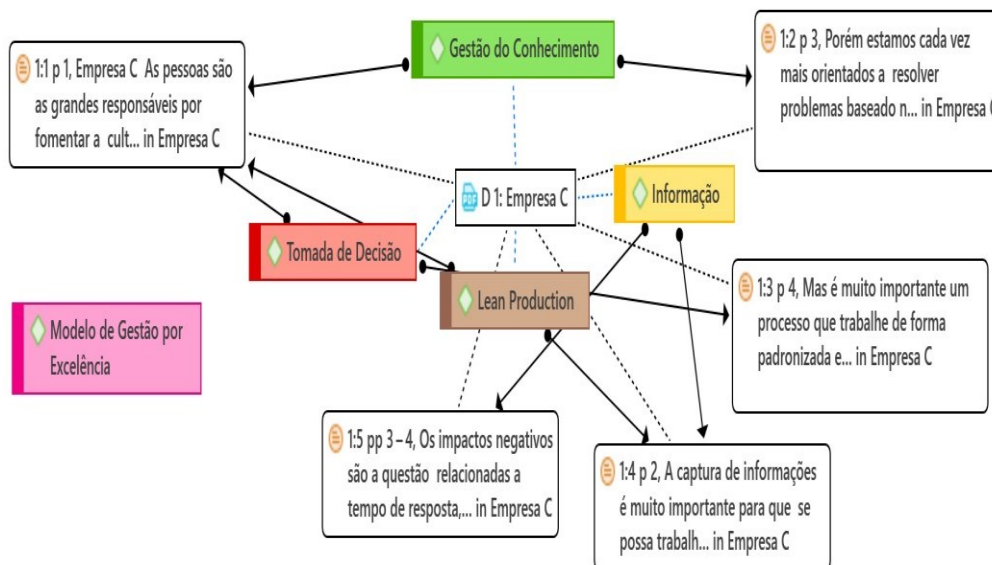 Gestão do Conhecimento
1:1 p 1, Empresa C As pessoas são
as grandes responsáveis por
fomentar a cult... in Empresa C
1:2 p 3, Porém estamos cada vez
mais orientados a resolver
problemas baseado n... in Empresa C
D 1: Empresa C
Informação
Tomada de Decisão
Lean Production
1:3 p 4, Mas é muito importante um
processo que trabalhe de forma
padronizada e... in Empresa C
Modelo de Gestão por
Excelência
1:5 pp 3 – 4, Os impactos negativos
são a questão relacionadas a
tempo de resposta,... in Empresa C
1:4 p 2, A captura de informações
é muito importante para que se
possa trabalh... in Empresa C